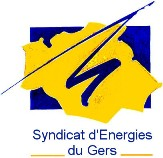 Syndicat d'Energies
du Gers